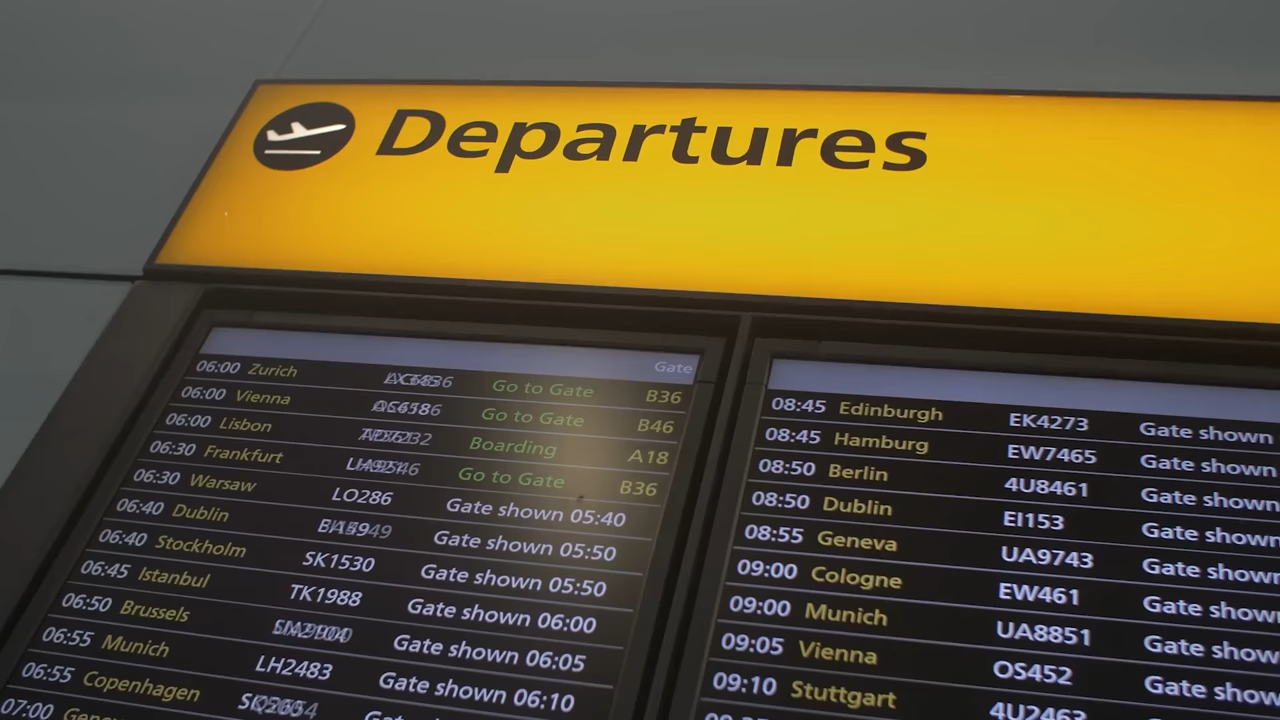 Departures
Gate
06:00 Zurich Go to Gate B36
06:00 Vienna Go to Gate B46
06:00 Lisbon Boarding A18
06:30 Frankfurt Go to Gate B36
06:30 Warsaw LO286 Gate shown 05:40
06:40 Dublin Gate shown 05:50
06:40 Stockholm SK1530 Gate shown 05:50
06:45 Istanbul TK1988 Gate shown 06:00
06:50 Brussels Gate shown 06:05
06:55 Munich LH2483 Gate shown 06:10
06:55 Copenhagen
07:00
08:45 Edinburgh EK4273 Gate shown
08:45 Hamburg EW7465 Gate shown
08:50 Berlin 4U8461 Gate shown
08:50 Dublin EI153 Gate shown
08:55 Geneva UA9743 Gate shown
09:00 Cologne EW461 Gate shown
09:00 Munich UA8851 Gate shown
09:05 Vienna OS452 Gate show
09:10 Stuttgart 4U2463 Gate show